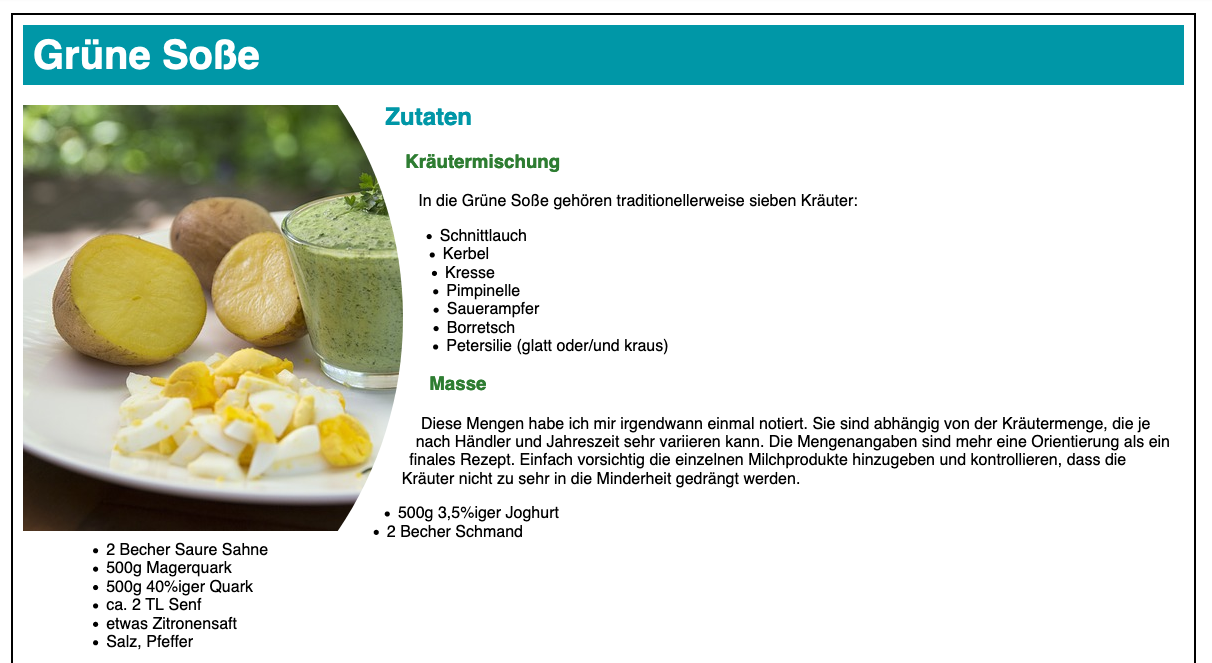 Grüne Soße
Zutaten
Kräutermischung
In die Grüne Soße gehören traditionellerweise sieben Kräuter:
• Schnittlauch
• Kerbel
• Kresse
• Pimpinelle
• Sauerampfer
• Borretsch
• Petersilie (glatt oder/und kraus)
Masse
Diese Mengen habe ich mir irgendwann einmal notiert. Sie sind abhängig von der Kräutermenge, die je
nach Händler und Jahreszeit sehr variieren kann. Die Mengenangaben sind mehr eine Orientierung als ein
finales Rezept. Einfach vorsichtig die einzelnen Milchprodukte hinzugeben und kontrollieren, dass die
Kräuter nicht zu sehr in die Minderheit gedrängt werden.
• 500g 3,5%iger Joghurt
• 2 Becher Schmand
• 2 Becher Saure Sahne
• 500g Magerquark
• 500g 40%iger Quark
• ca. 2 TL Senf
• etwas Zitronensaft
• Salz, Pfeffer